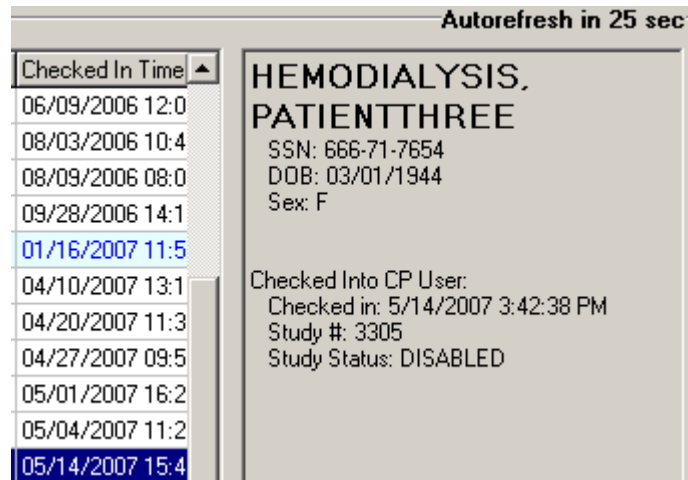 Autorefresh in 25 sec
Checked In Time
06/09/2006 12:0
08/03/2006 10:4
08/09/2006 08:0
09/28/2006 14:1
01/16/2007 11:5
04/10/2007 13:1
04/20/2007 11:3
04/27/2007 09:5
05/01/2007 16:2
05/04/2007 11:2
05/14/2007 15:4
HEMODIALYSIS,
PATIENTTHREE
SSN: 666-71-7654
DOB: 03/01/1944
Sex: F
Checked Into CP User:
Checked in: 5/14/2007 3:42:38 PM
Study #: 3305
Study Status: DISABLED